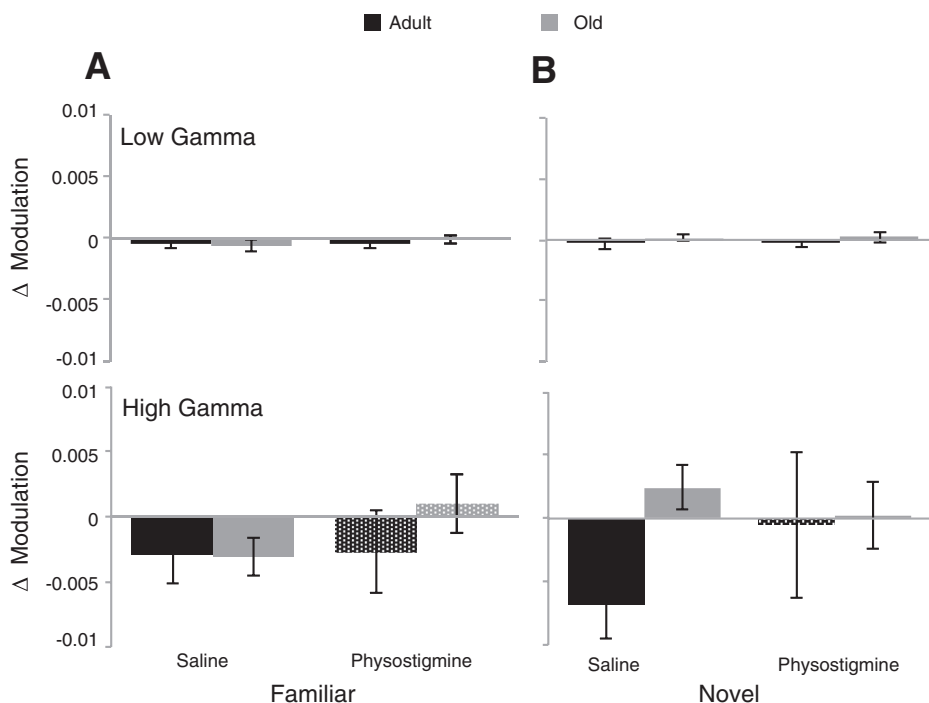 Adult Old
A B
Low Gamma
Δ Modulation
0.01
0.005
0
-0.005
-0.01
High Gamma
Δ Modulation
0.01
0.005
0
-0.005
-0.01
Saline Physostigmine Saline Physostigmine
Familiar Novel